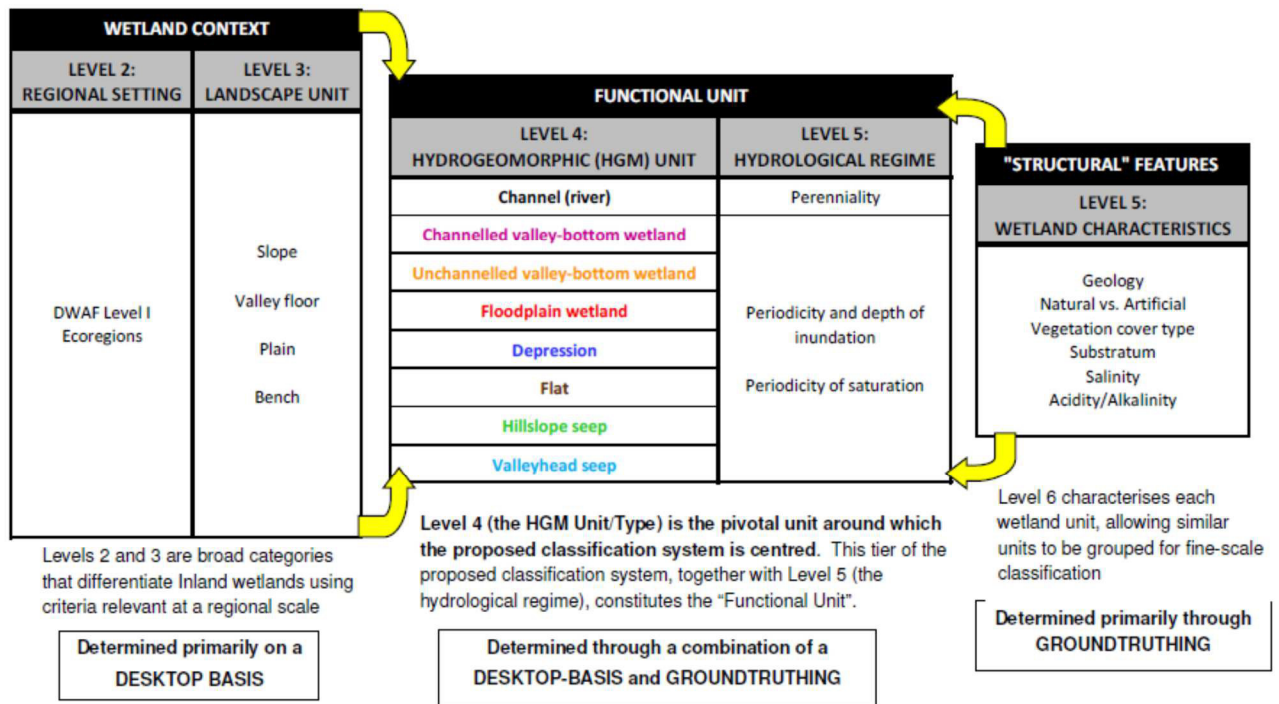 WETLAND CONTEXT
LEVEL 2:
REGIONAL SETTING
LEVEL 3:
LANDSCAPE UNIT
DWAF Level I
Ecoregions
Slope
Valley floor
Plain
Bench
Levels 2 and 3 are broad categories
that differentiate Inland wetlands using
criteria relevant at a regional scale
Determined primarily on a
DESKTOP BASIS
FUNCTIONAL UNIT
LEVEL 4:
HYDROGEOMORPHIC (HGM) UNIT
LEVEL 5:
HYDROLOGICAL REGIME
Channel (river)
Perenniality
Channelled valley-bottom wetland
Unchannelled valley-bottom wetland
Floodplain wetland
Depression
Flat
Hillslope seep
Valleyhead seep
Periodicity and depth of
inundation
Periodicity of saturation
Level 4 (the HGM Unit/Type) is the pivotal unit around which
the proposed classification system is centred. This tier of the
proposed classification system, together with Level 5 (the
hydrological regime), constitutes the “Functional Unit”.
Determined through a combination of a
DESKTOP-BASIS and GROUNDTRUTHING
"STRUCTURAL" FEATURES
LEVEL 5:
WETLAND CHARACTERISTICS
Geology
Natural vs. Artificial
Vegetation cover type
Substratum
Salinity
Acidity/Alkalinity
Level 6 characterises each
wetland unit, allowing similar
units to be grouped for fine-scale
classification
Determined primarily through
GROUNDTRUTHING